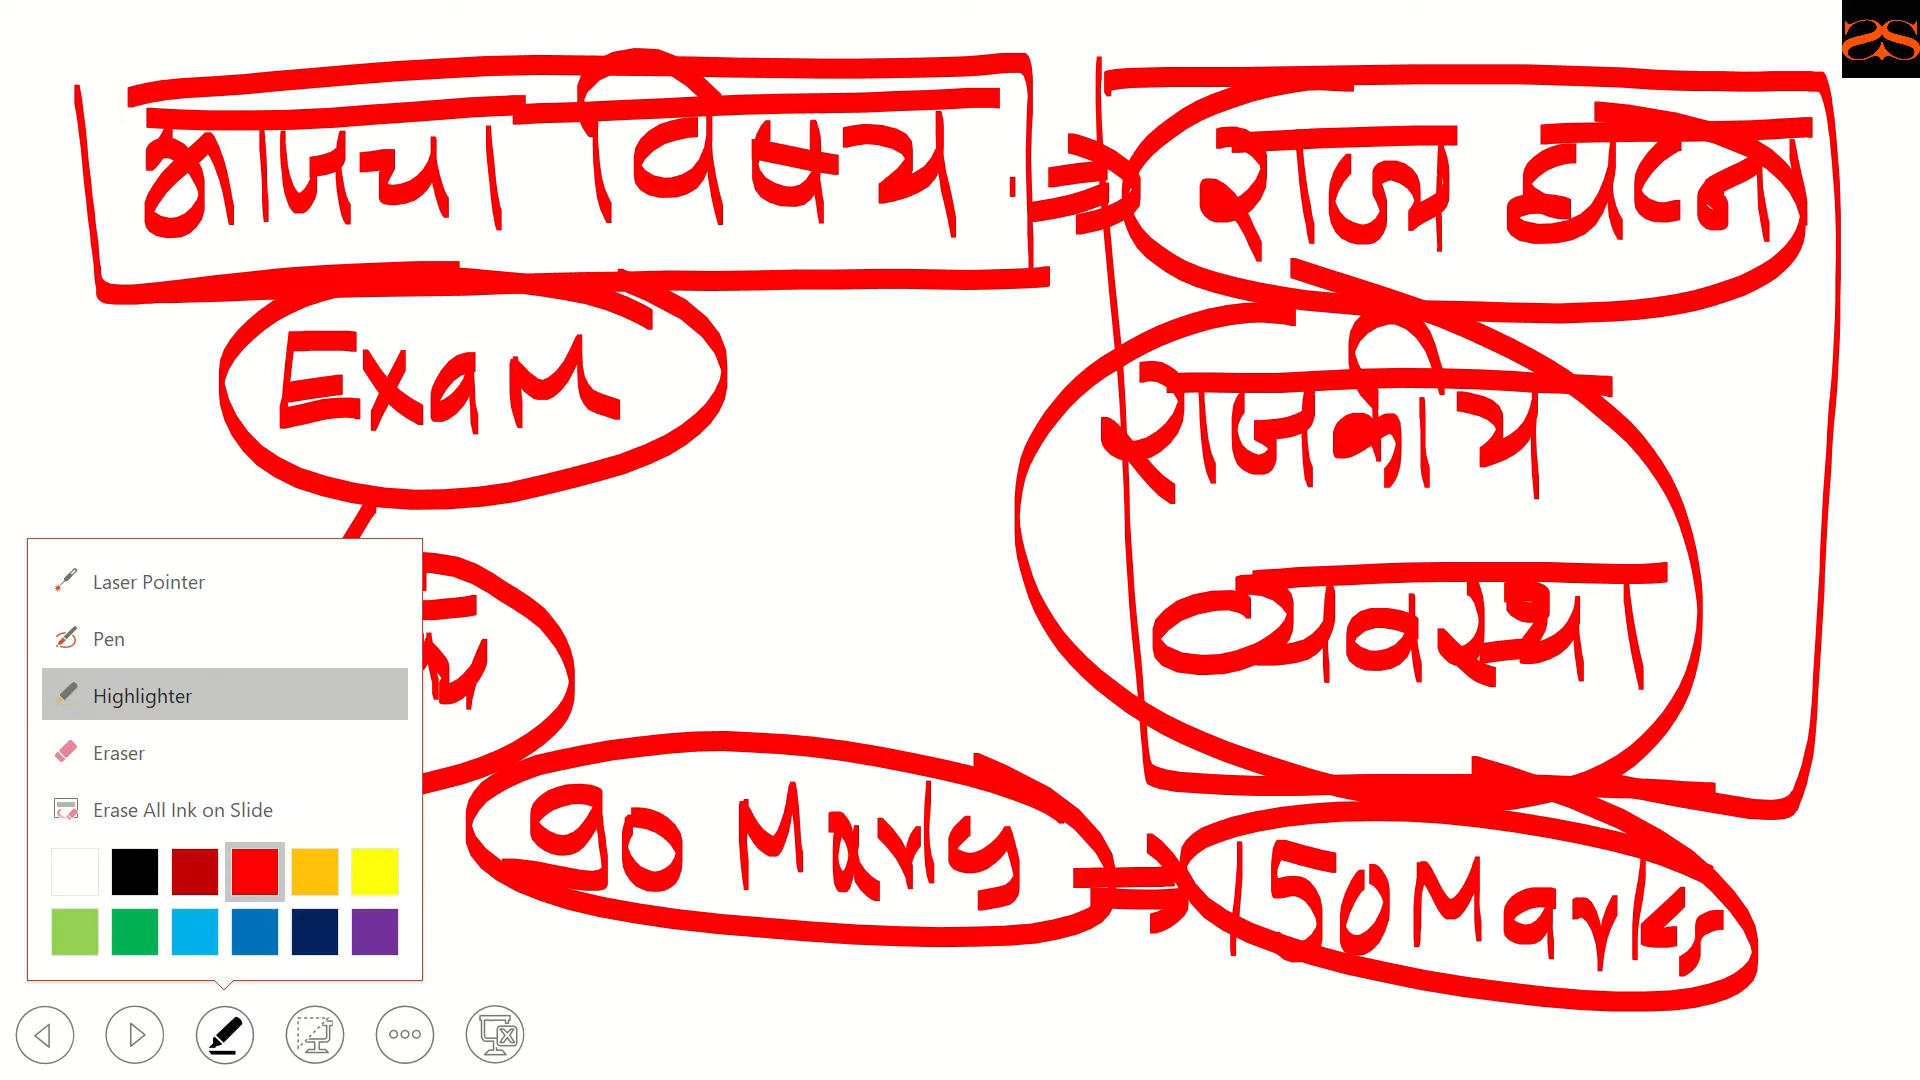 आजचा विषय ⇒ राज्य घटना
Exam
राजकीय
व्यवस्था
90 Marks ⇒ 150 Marks
Laser Pointer
Pen
Highlighter
Eraser
Erase All Ink on Slide